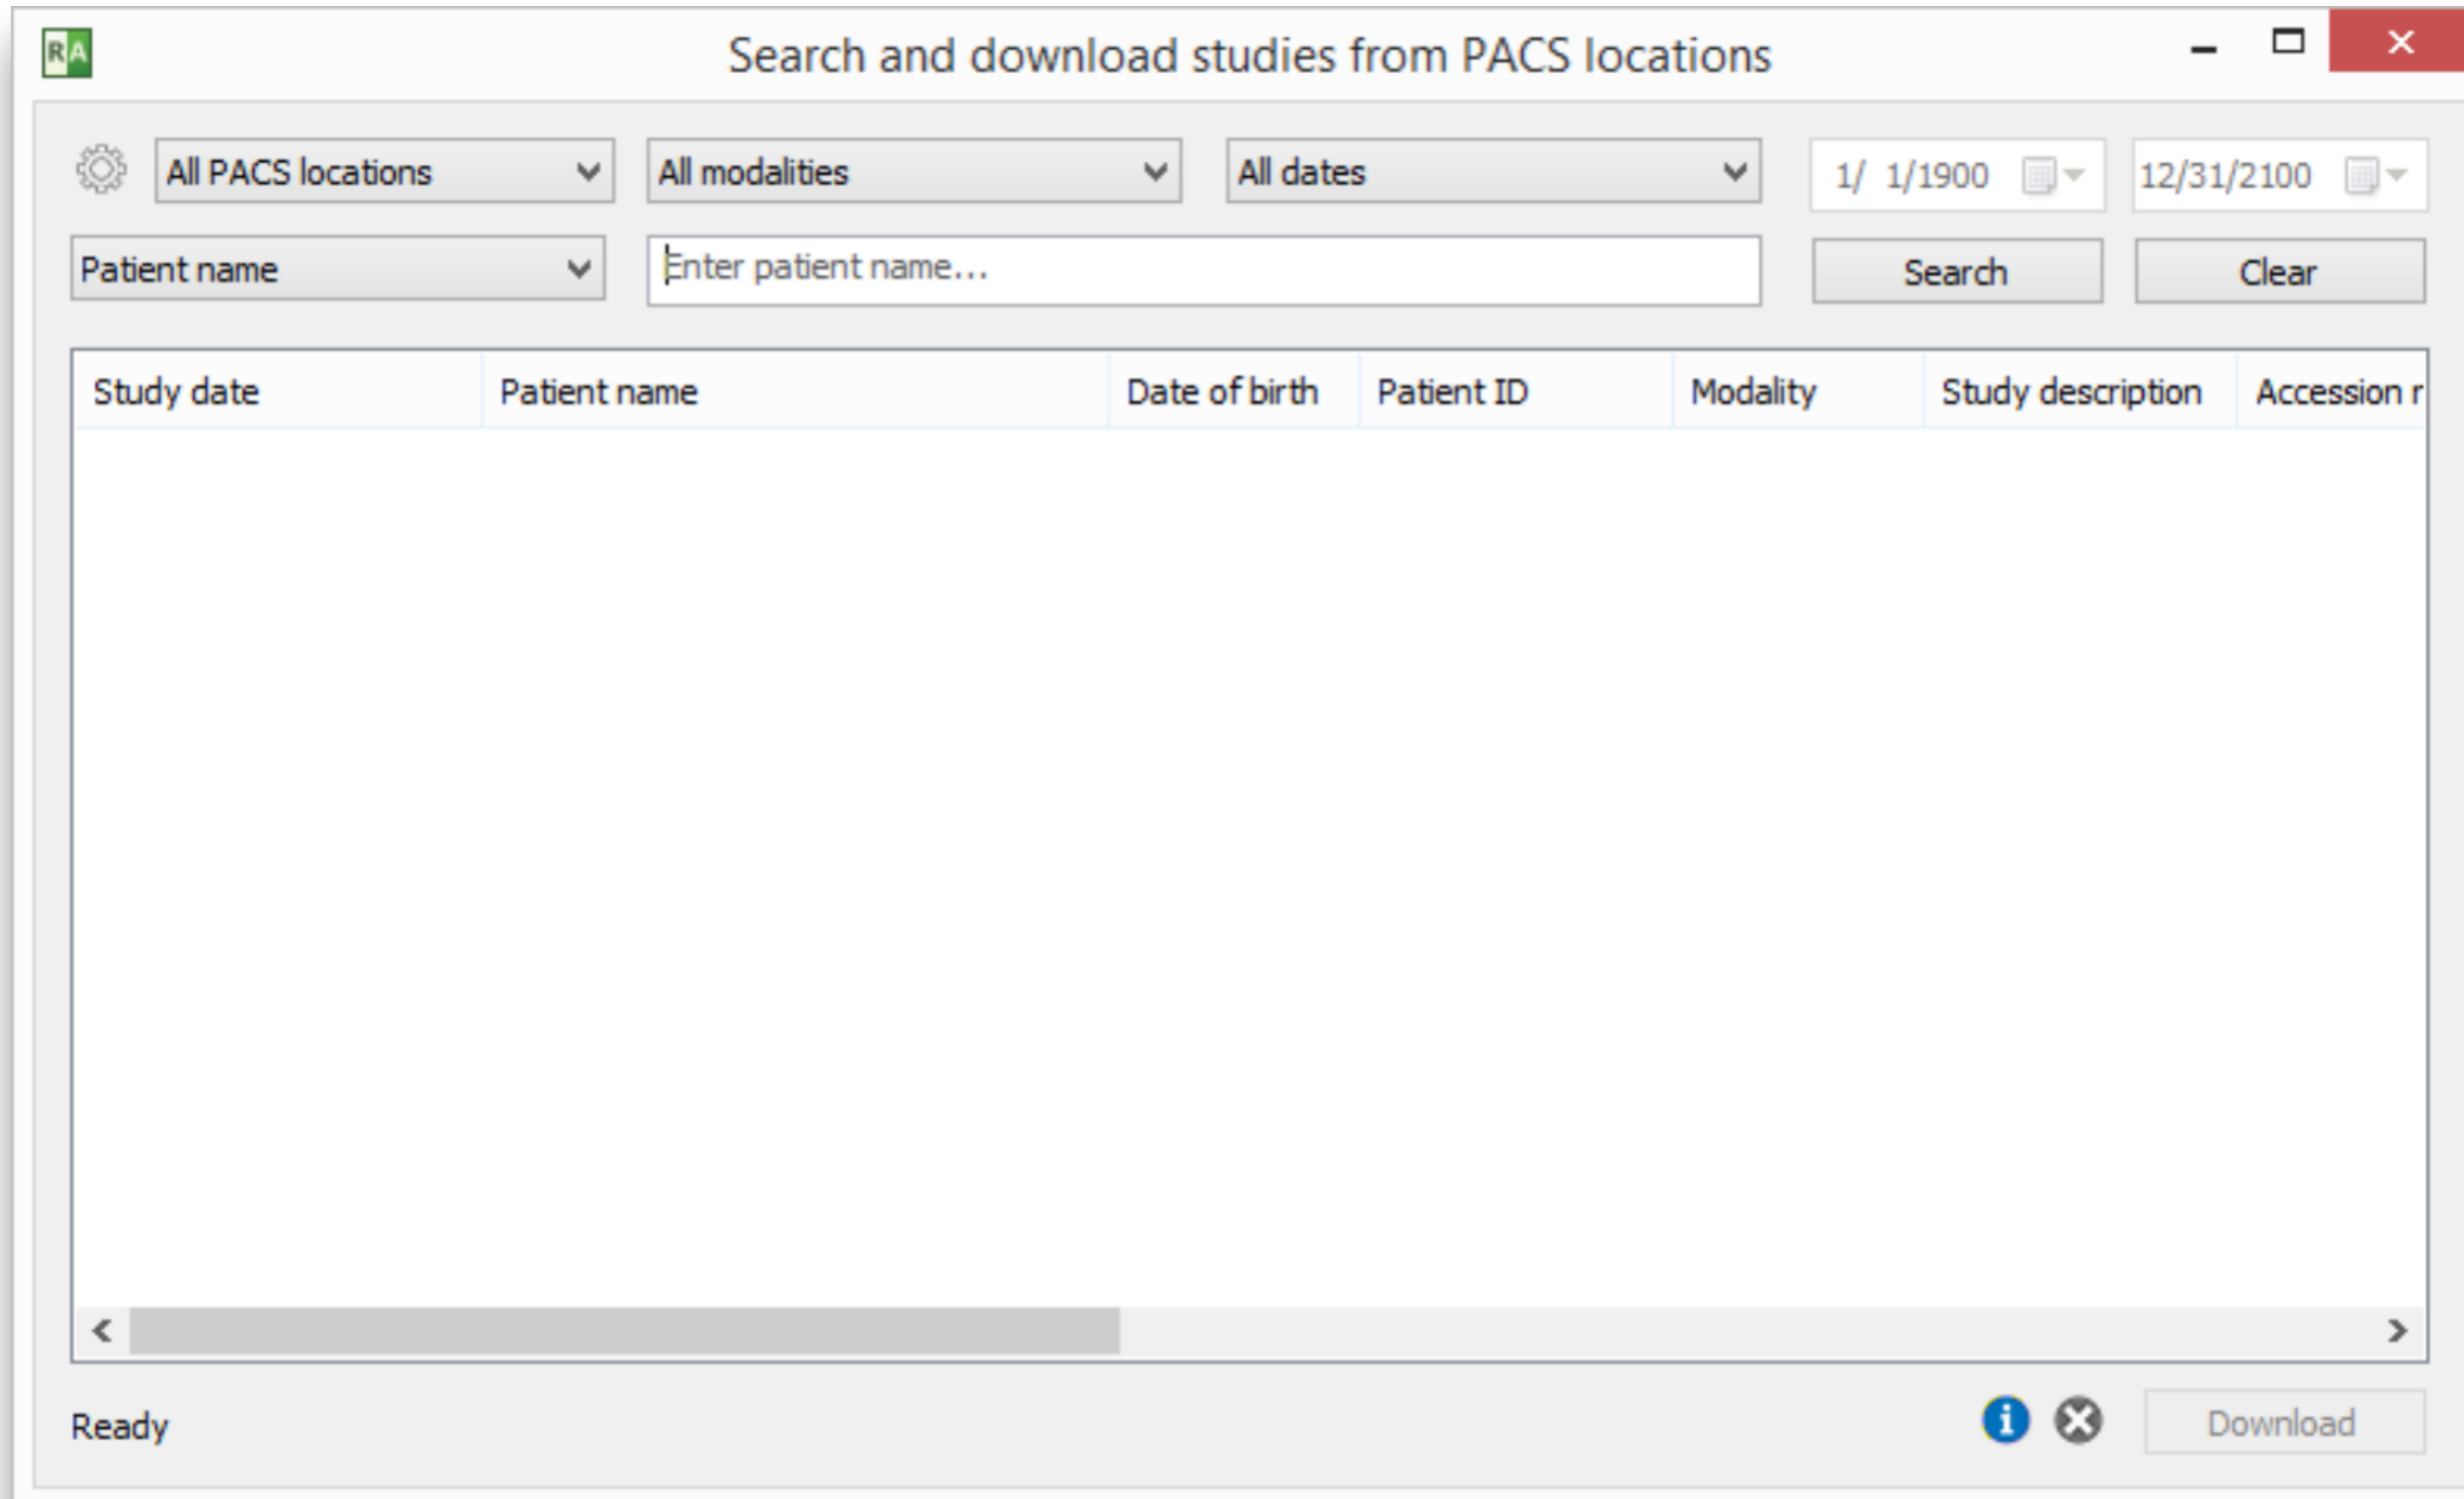 RA Search and download studies from PACS locations
All PACS locations All modalities All dates 1/ 1/1900 12/31/2100
Patient name Enter patient name... Search Clear
Study date Patient name Date of birth Patient ID Modality Study description Accession
Ready Download